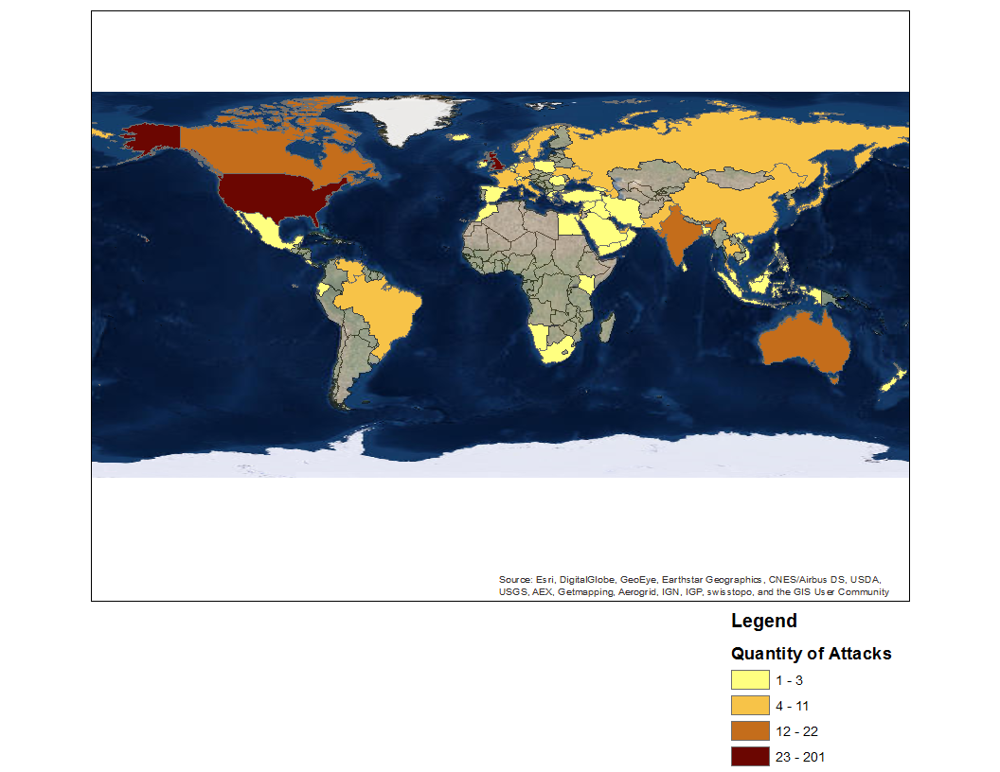 Source: Esri, DigitalGlobe, GeoEye, Earthstar Geographics, CNES/Airbus DS, USDA,
USGS, AEX, Getmapping, Aerogrid, IGN, IGP, swisstopo, and the GIS User Community
Legend
Quantity of Attacks
1 - 3
4 - 11
12 - 22
23 - 201